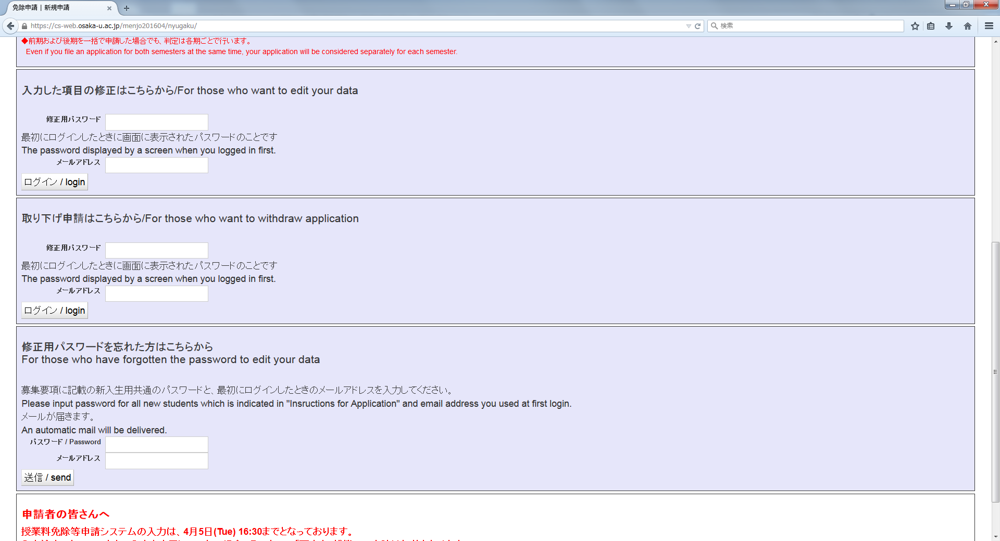 免除申請 | 新規申請
https://cs-web.osaka-u.ac.jp/menjo201604/nyugaku/
検索
◆前期および後期を一括で申請した場合でも、判定は各期ごとで行います。
Even if you file an application for both semesters at the same time, your application will be considered separately for each semester.
入力した項目の修正はこちらから/For those who want to edit your data
修正用パスワード
最初にログインしたときに画面に表示されたパスワードのことです
The password displayed by a screen when you logged in first.
メールアドレス
ログイン / login
取り下げ申請はこちらから/For those who want to withdraw application
修正用パスワード
最初にログインしたときに画面に表示されたパスワードのことです
The password displayed by a screen when you logged in first.
メールアドレス
ログイン / login
修正用パスワードを忘れた方はこちらから
For those who have forgotten the password to edit your data
募集要項に記載の新入生用共通のパスワードと、最初にログインしたときのメールアドレスを入力してください。
Please input password for all new students which is indicated in "Insructions for Application" and email address you used at first login.
メールが届きます。
An automatic mail will be delivered.
パスワード / Password
メールアドレス
送信 / send
申請者の皆さんへ
授業料免除等申請システムの入力は、4月5日(Tue) 16:30までとなっております。